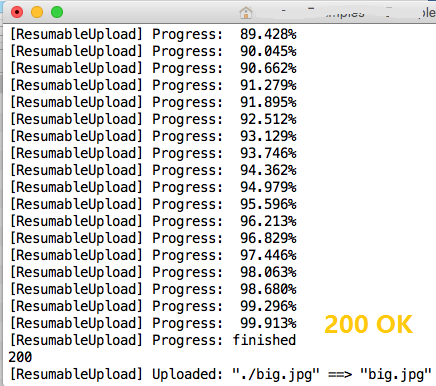 [ResumableUpload] Progress: 89.428%
[ResumableUpload] Progress: 90.045%
[ResumableUpload] Progress: 90.662%
[ResumableUpload] Progress: 91.279%
[ResumableUpload] Progress: 91.895%
[ResumableUpload] Progress: 92.512%
[ResumableUpload] Progress: 93.129%
[ResumableUpload] Progress: 93.746%
[ResumableUpload] Progress: 94.362%
[ResumableUpload] Progress: 94.979%
[ResumableUpload] Progress: 95.596%
[ResumableUpload] Progress: 96.213%
[ResumableUpload] Progress: 96.829%
[ResumableUpload] Progress: 97.446%
[ResumableUpload] Progress: 98.063%
[ResumableUpload] Progress: 98.680%
[ResumableUpload] Progress: 99.296%
[ResumableUpload] Progress: 99.913%
200 OK
[ResumableUpload] Progress: finished
200
[ResumableUpload] Uploaded: "./big.jpg" ==> "big.jpg"